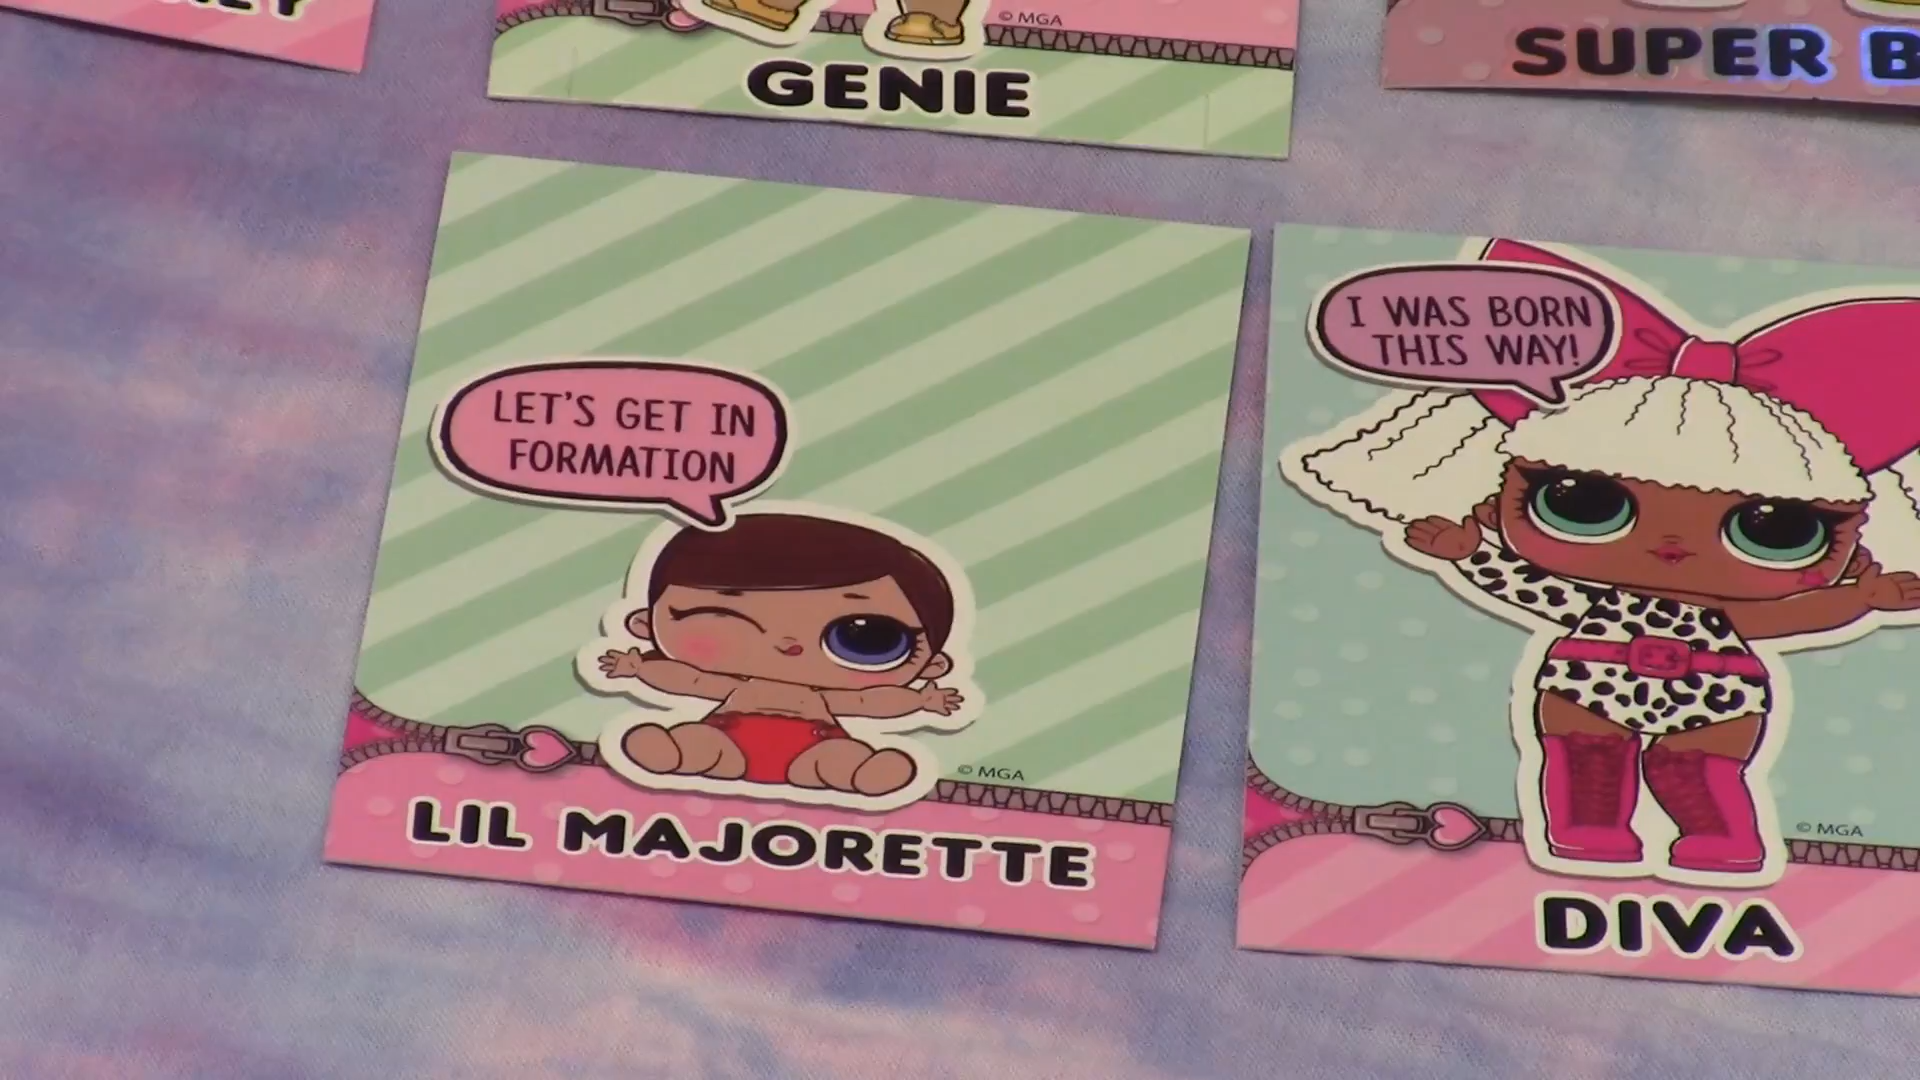 © MGA
GENIE
SUPER B
LET'S GET IN
FORMATION
© MGA
LIL MAJORETTE
I WAS BORN
THIS WAY!
© MGA
DIVA